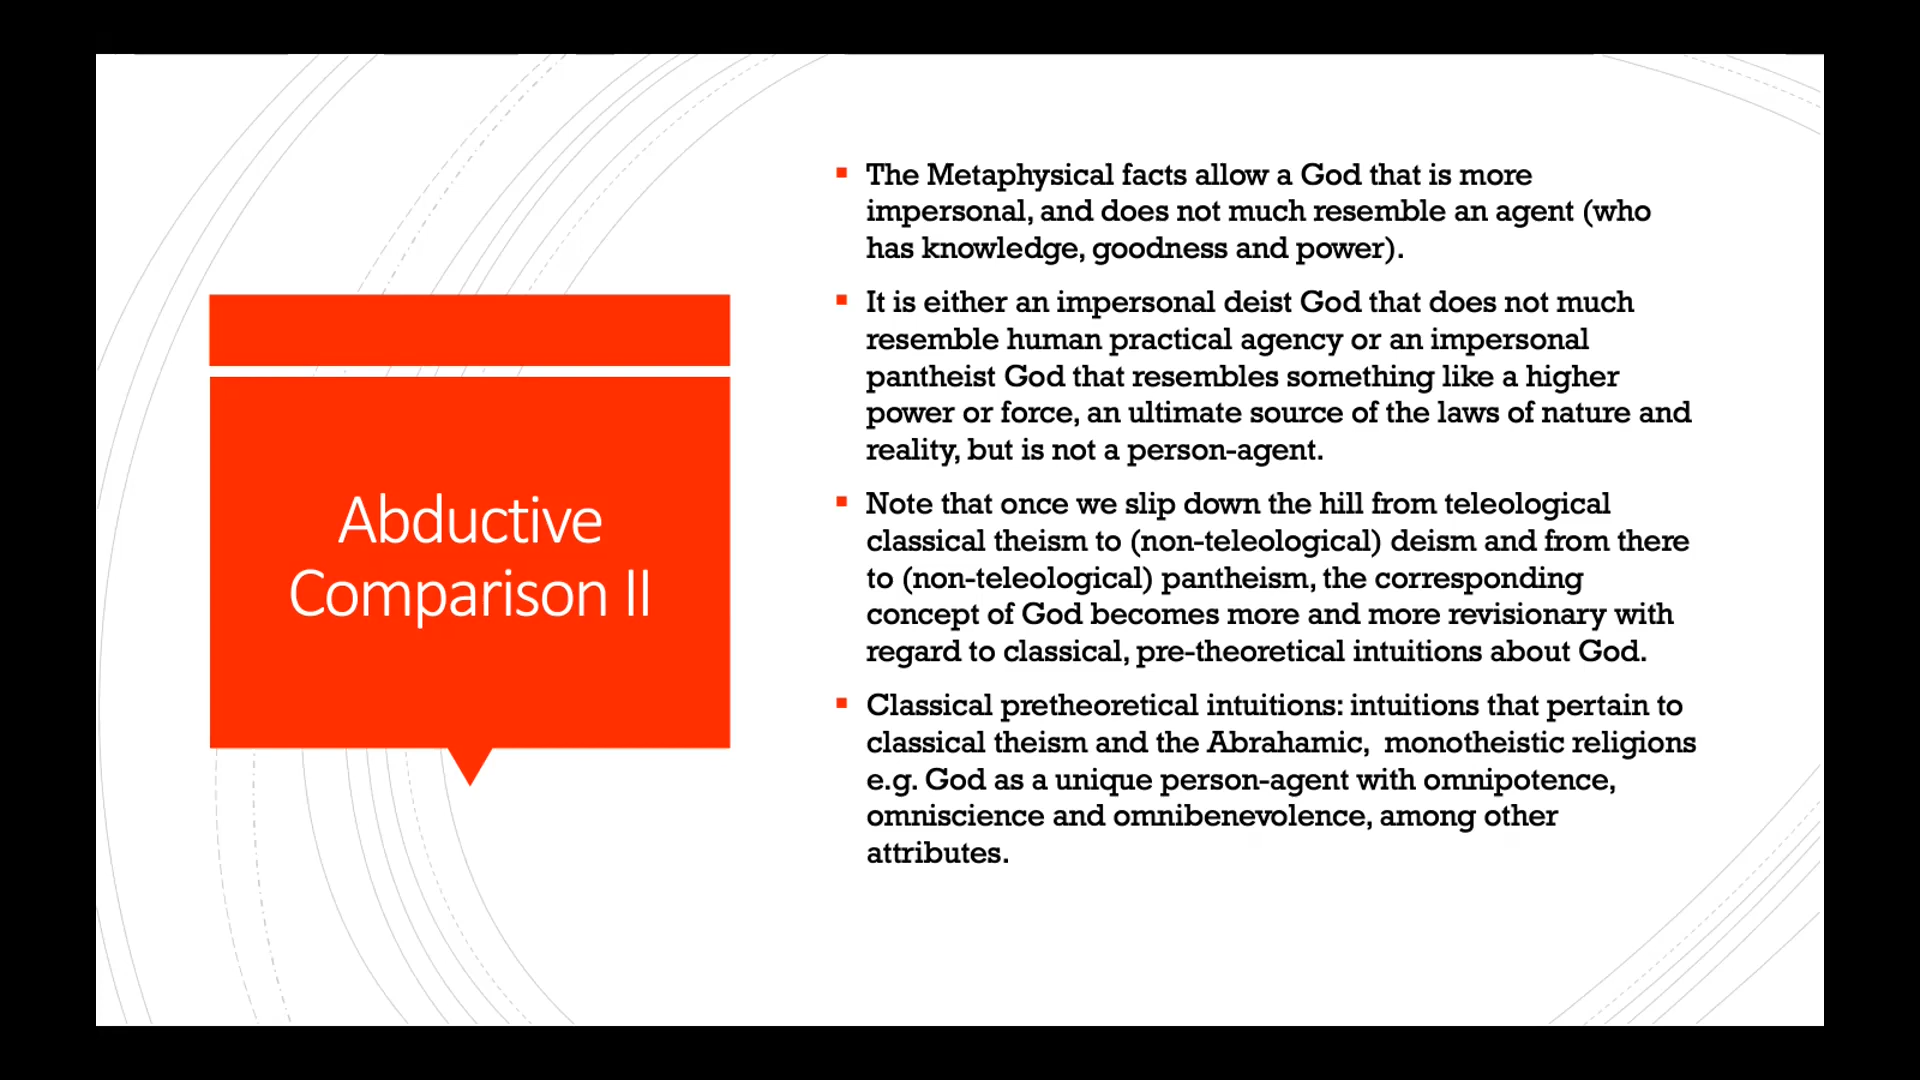 Abductive
Comparison II
The Metaphysical facts allow a God that is more
impersonal, and does not much resemble an agent (who
has knowledge, goodness and power).
It is either an impersonal deist God that does not much
resemble human practical agency or an impersonal
pantheist God that resembles something like a higher
power or force, an ultimate source of the laws of nature and
reality, but is not a person-agent.
Note that once we slip down the hill from teleological
classical theism to (non-teleological) deism and from there
to (non-teleological) pantheism, the corresponding
concept of God becomes more and more revisionary with
regard to classical, pre-theoretical intuitions about God.
Classical pretheoretical intuitions: intuitions that pertain to
classical theism and the Abrahamic, monotheistic religions
e.g. God as a unique person-agent with omnipotence,
omniscience and omnibenevolence, among other
attributes.